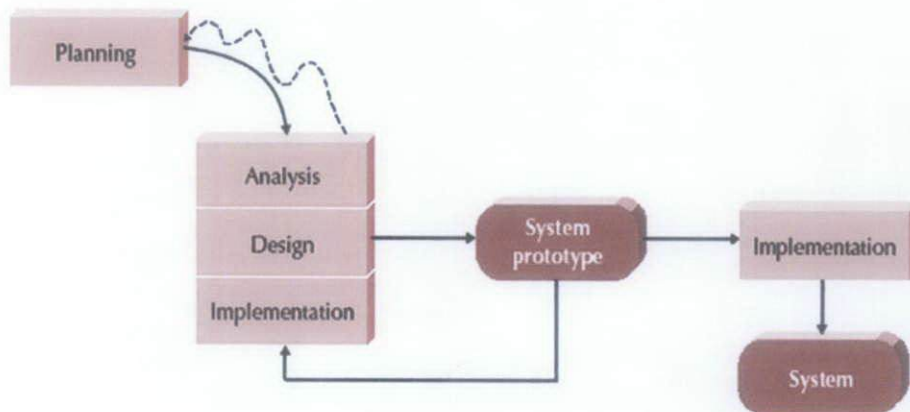 Planning
Analysis
Design
Implementation
System
prototype
Implementation
System